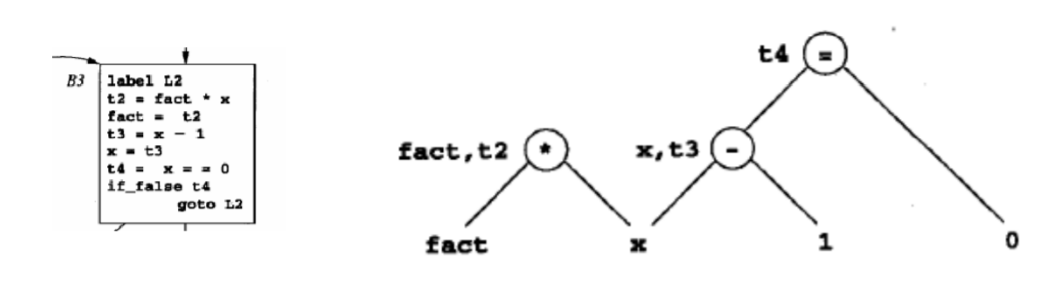 B3
label L2
t2 = fact * x
fact = t2
t3 = x - 1
x = t3
t4 = x = = 0
if_false t4
goto L2
t4 =
fact,t2 * x,t3 -
fact x 1 0